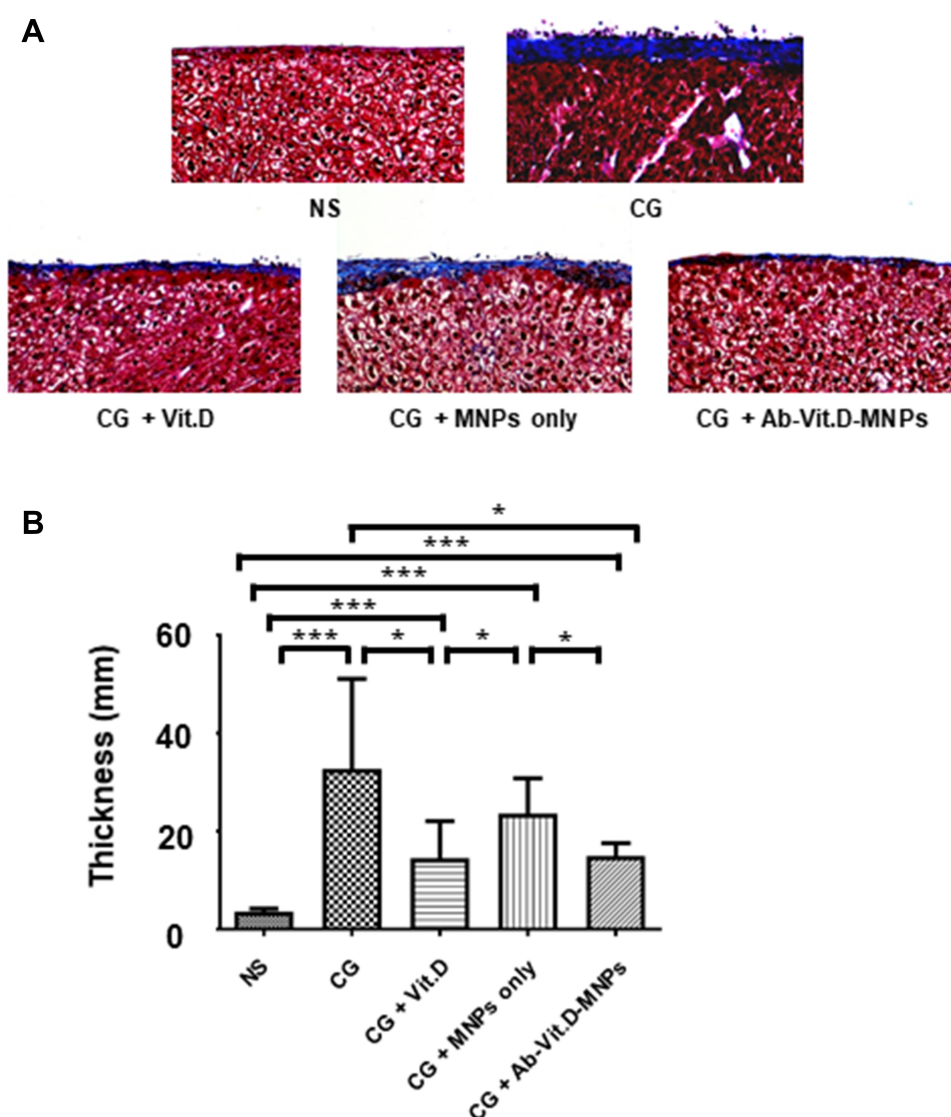 A
NS
CG
CG + Vit.D
CG + MNPs only
CG + Ab-Vit.D-MNPs
B
*
***
***
***
***
*
*
*
Thickness (mm)
60
40
20
0
NS
CG
CG + Vit.D
CG + MNPs only
CG + Ab-Vit.D-MNPs